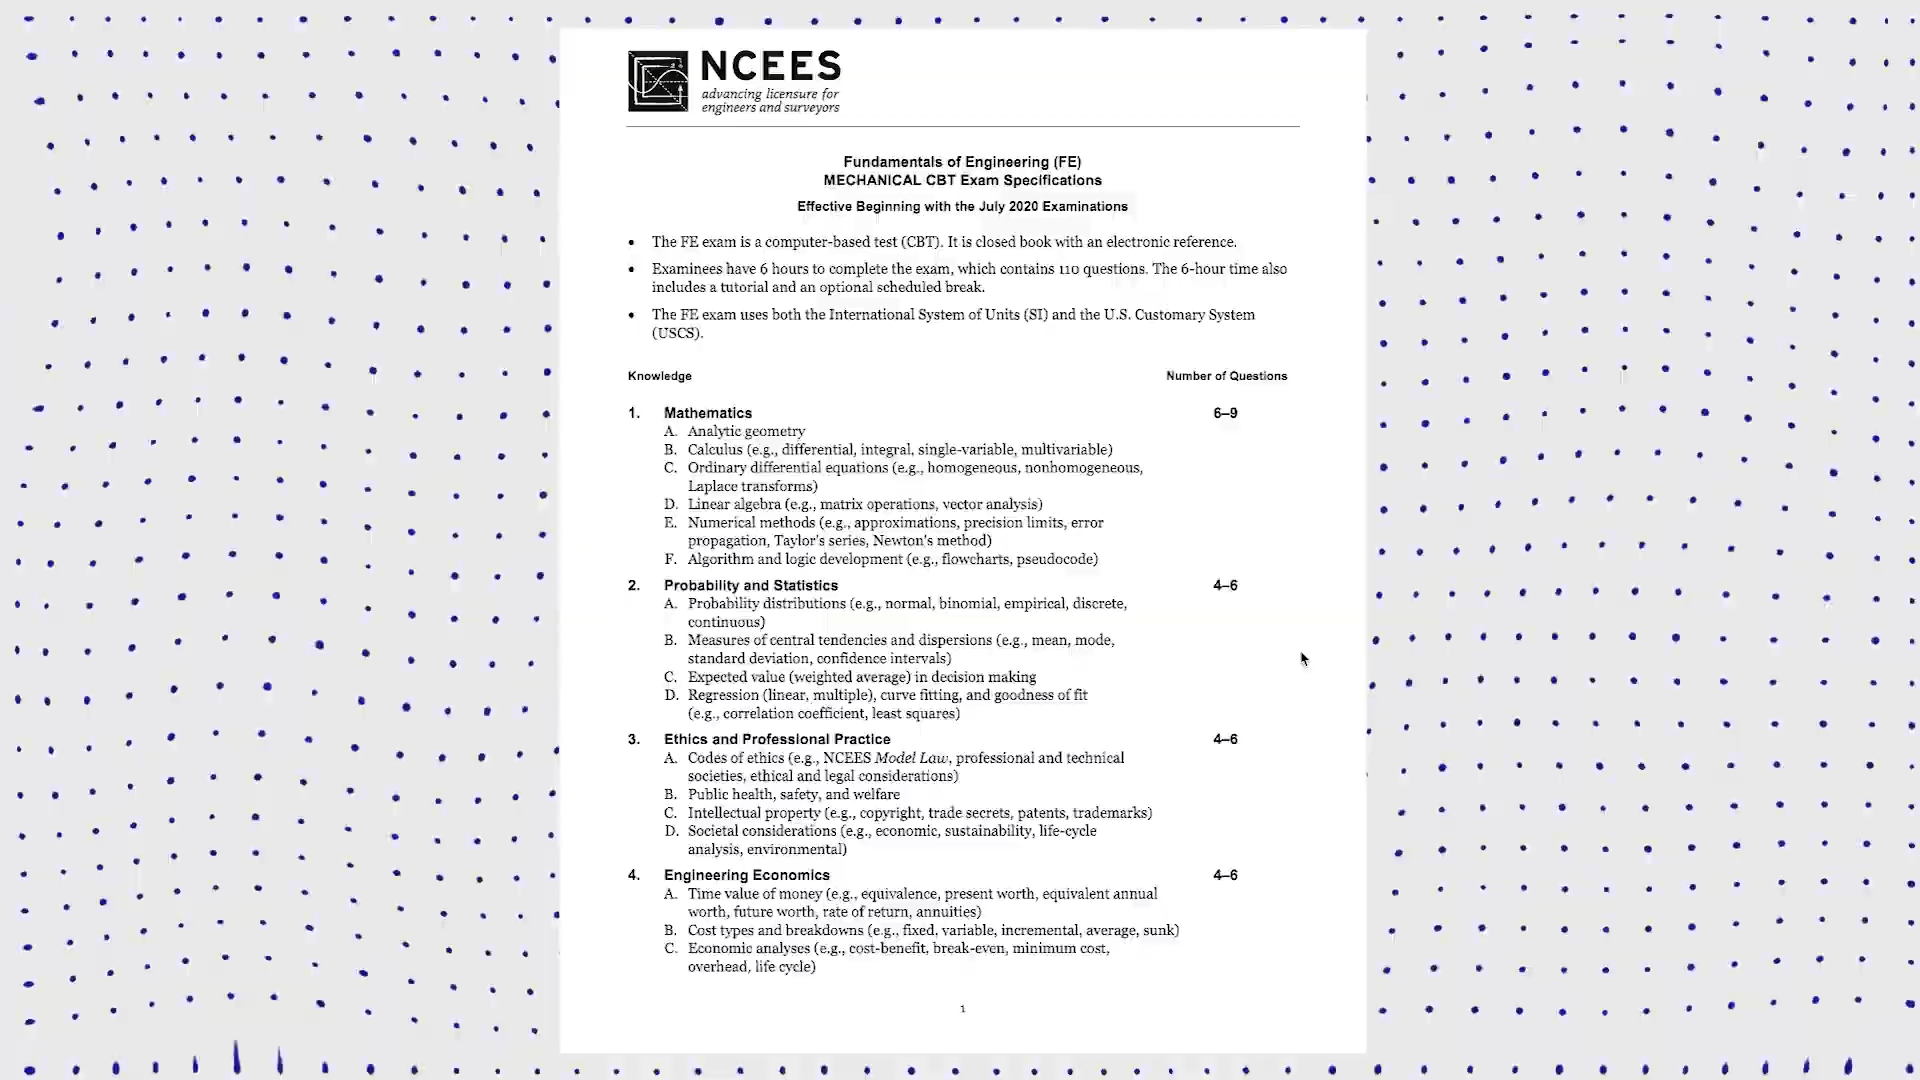 NCEES
advancing licensure for
engineers and surveyors
Fundamentals of Engineering (FE)
MECHANICAL CBT Exam Specifications
Effective Beginning with the July 2020 Examinations
• The FE exam is a computer-based test (CBT). It is closed book with an electronic reference.
• Examinees have 6 hours to complete the exam, which contains 110 questions. The 6-hour time also
includes a tutorial and an optional scheduled break.
• The FE exam uses both the International System of Units (SI) and the U.S. Customary System
(USCS).
Knowledge Number of Questions
1. Mathematics 6–9
A. Analytic geometry
B. Calculus (e.g., differential, integral, single-variable, multivariable)
C. Ordinary differential equations (e.g., homogeneous, nonhomogeneous,
Laplace transforms)
D. Linear algebra (e.g., matrix operations, vector analysis)
E. Numerical methods (e.g., approximations, precision limits, error
propagation, Taylor's series, Newton's method)
F. Algorithm and logic development (e.g., flowcharts, pseudocode)
2. Probability and Statistics 4–6
A. Probability distributions (e.g., normal, binomial, empirical, discrete,
continuous)
B. Measures of central tendencies and dispersions (e.g., mean, mode,
standard deviation, confidence intervals)
C. Expected value (weighted average) in decision making
D. Regression (linear, multiple), curve fitting, and goodness of fit
(e.g., correlation coefficient, least squares)
3. Ethics and Professional Practice 4–6
A. Codes of ethics (e.g., NCEES Model Law, professional and technical
societies, ethical and legal considerations)
B. Public health, safety, and welfare
C. Intellectual property (e.g., copyright, trade secrets, patents, trademarks)
D. Societal considerations (e.g., economic, sustainability, life-cycle
analysis, environmental)
4. Engineering Economics 4–6
A. Time value of money (e.g., equivalence, present worth, equivalent annual
worth, future worth, rate of return, annuities)
B. Cost types and breakdowns (e.g., fixed, variable, incremental, average, sunk)
C. Economic analyses (e.g., cost-benefit, break-even, minimum cost,
overhead, life cycle)
1